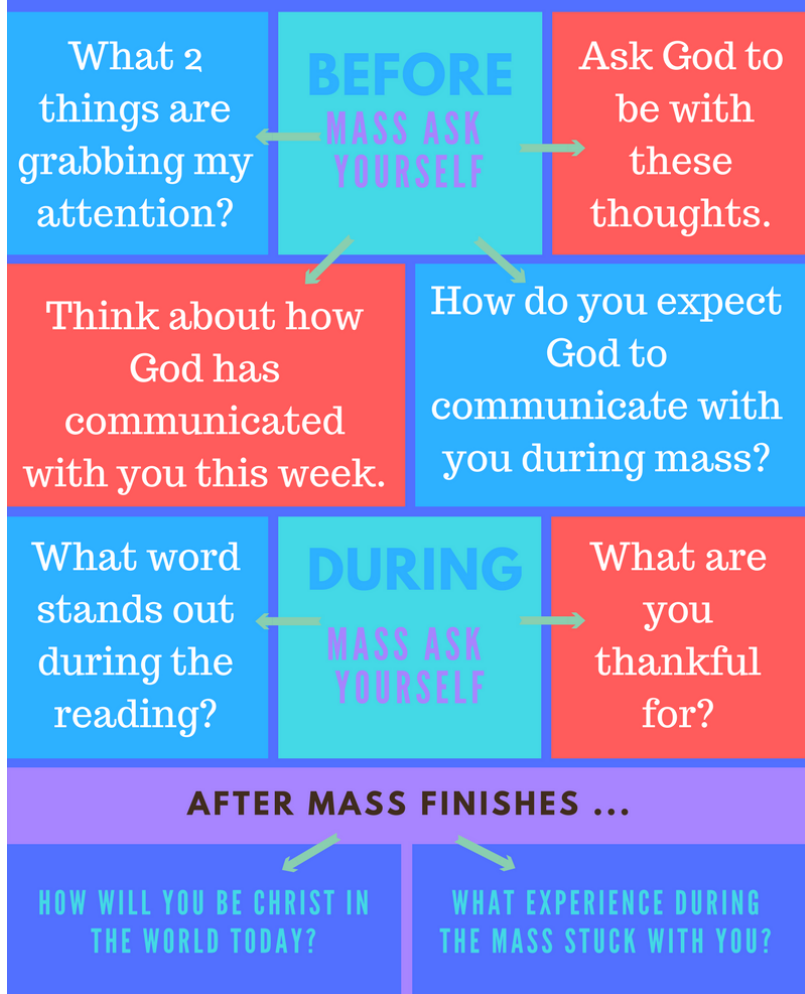 What 2
things are
grabbing my
attention?
BEFORE
MASS ASK
YOURSELF
Ask God to
be with
these
thoughts.
Think about how
God has
communicated
with you this week.
How do you expect
God to
communicate with
you during mass?
What word
stands out
during the
reading?
DURING
MASS ASK
YOURSELF
What are
you
thankful
for?
AFTER MASS FINISHES ...
HOW WILL YOU BE CHRIST IN
THE WORLD TODAY?
WHAT EXPERIENCE DURING
THE MASS STUCK WITH YOU?